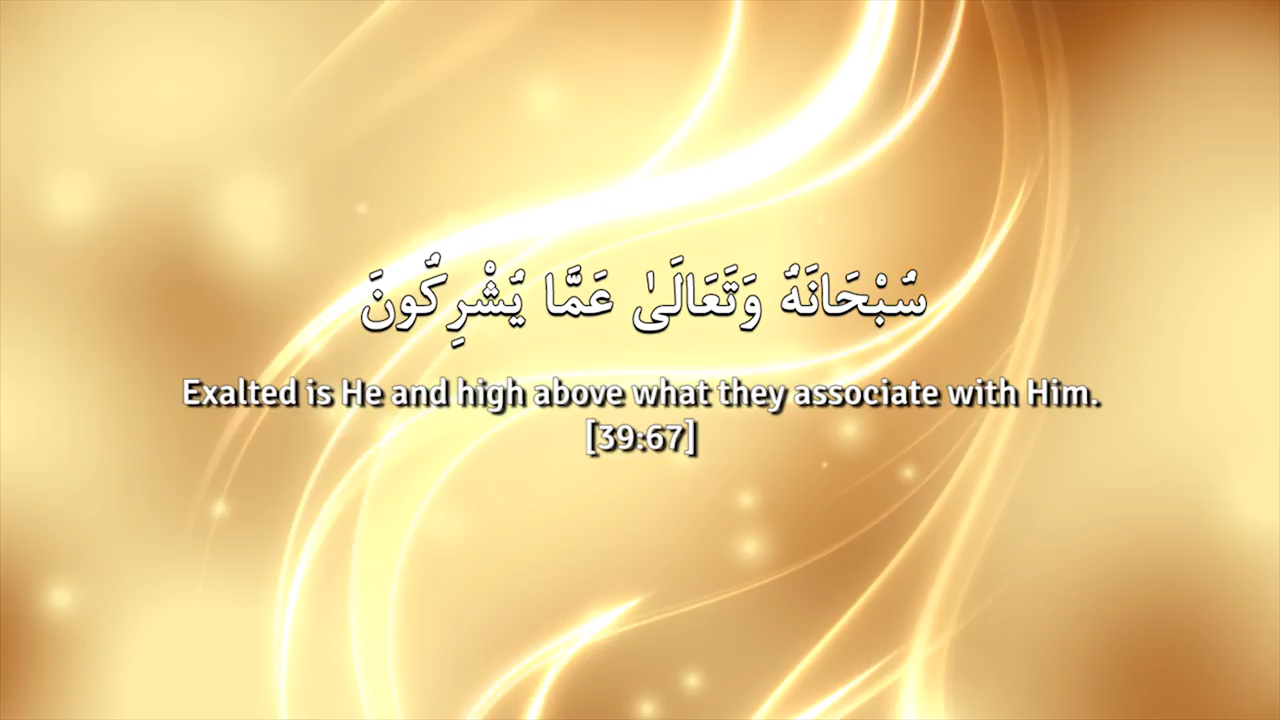 سُبْحَانَهُ وَتَعَالَىٰ عَمَّا يُشْرِكُونَ
Exalted is He and high above what they associate with Him.
[39:67]